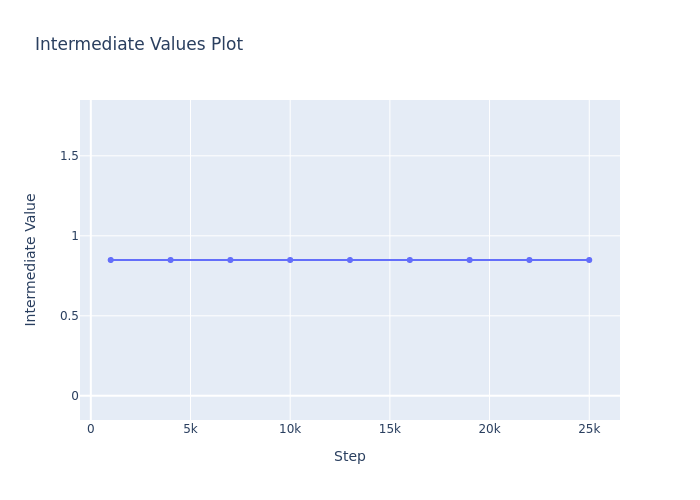 Intermediate Values Plot
Intermediate Value
1.5
1
0.5
0
0 5k 10k 15k 20k 25k
Step